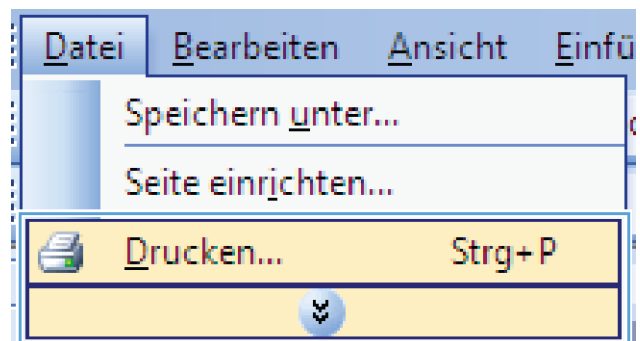 Datei Bearbeiten Ansicht Einfü
Speichern unter...
Seite einrichten...
Drucken... Strg+P